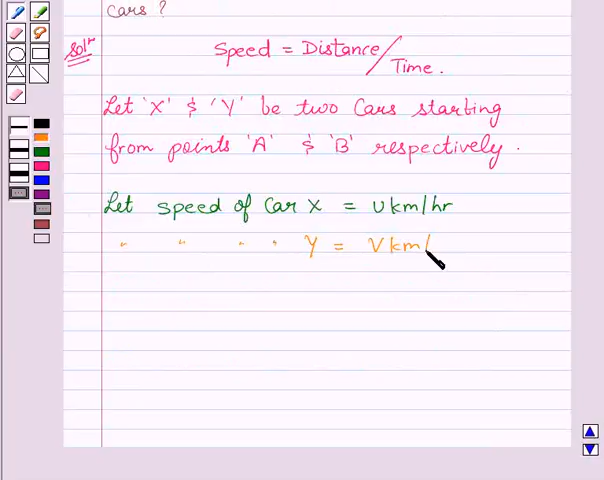 Cars ?
Solⁿ Speed = Distance/
Time.
Let 'X' & 'Y' be two Cars starting
from points 'A' & 'B' respectively.
Let speed of Car X = u km/hr
" " " " Y = V km/